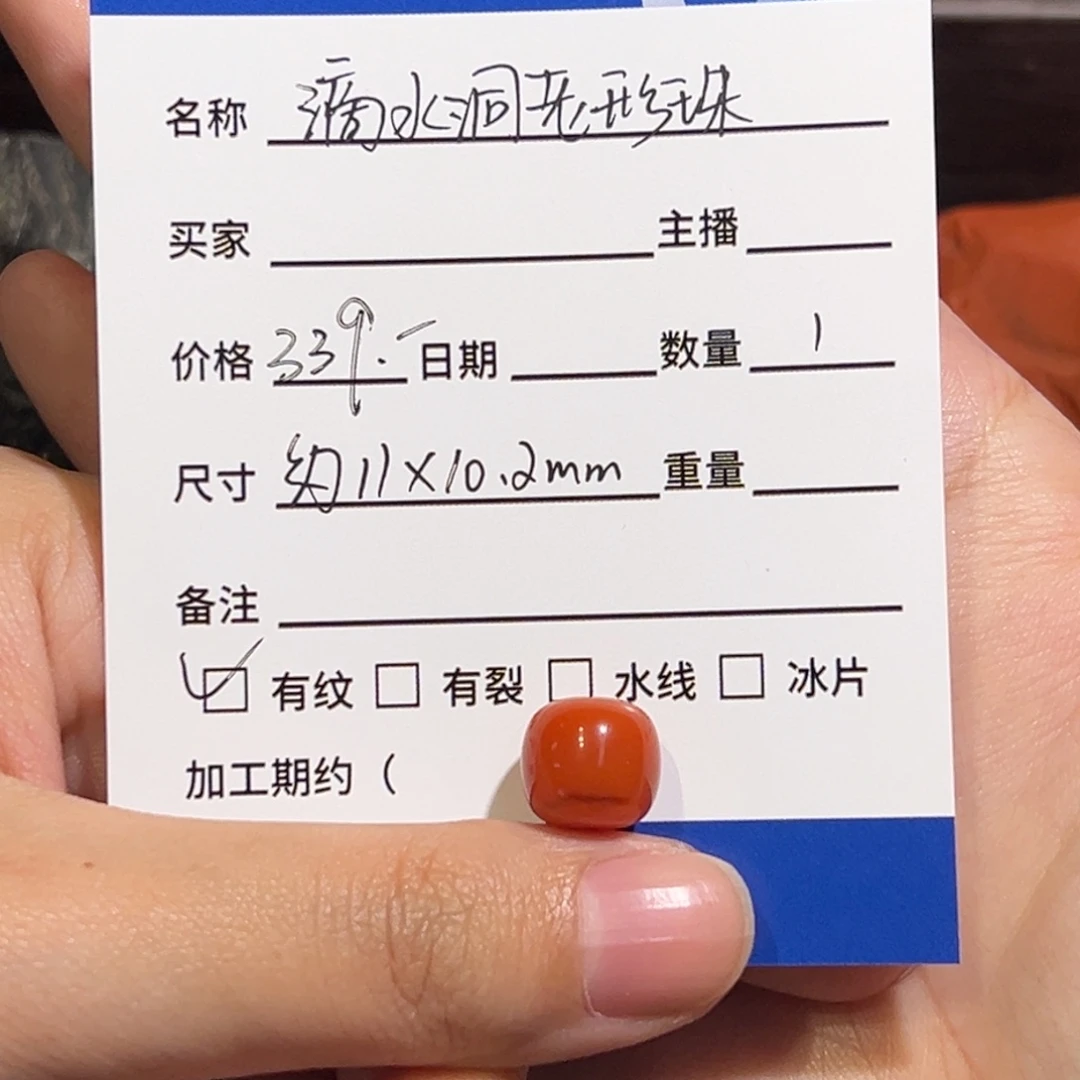 名称 滴水洞老形珠
买家 主播
价格 339.- 日期 数量 1
尺寸 约11×10.2mm 重量
备注
☑ 有纹 □ 有裂 □ 水线 □ 冰片
加工期约（